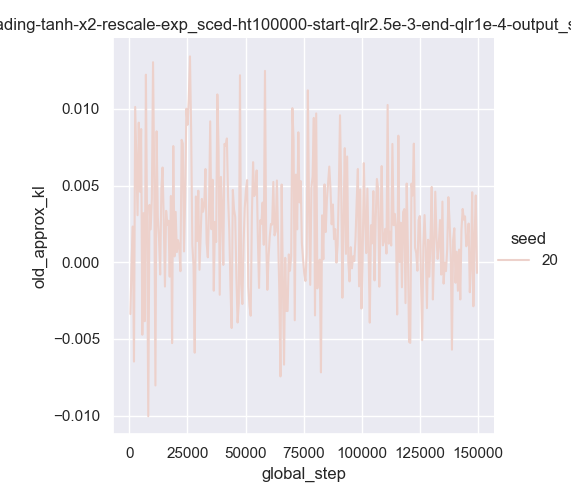 ading-tanh-x2-rescale-exp_sced-ht100000-start-qlr2.5e-3-end-qlr1e-4-output_s
0.010
0.005
0.000
−0.005
−0.010
old_approx_kl
0 25000 50000 75000 100000 125000 150000
global_step
seed
20